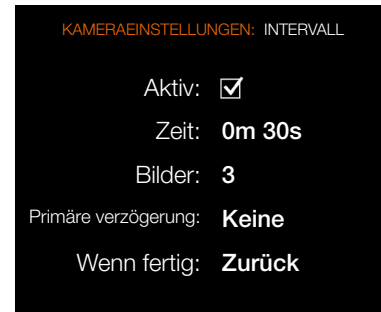 KAMERAEINSTELLUNGEN: INTERVALL
Aktiv:
Zeit: 0m 30s
Bilder: 3
Primäre verzögerung: Keine
Wenn fertig: Zurück